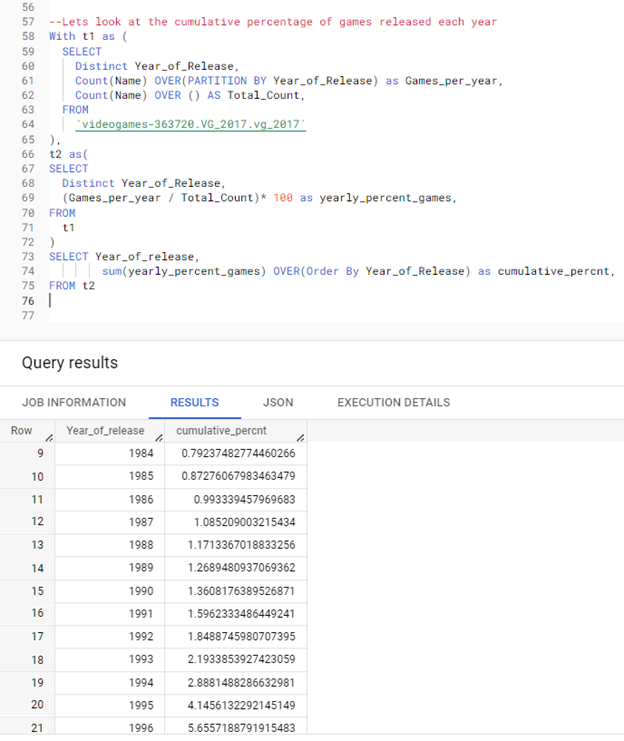 56
57 --Lets look at the cumulative percentage of games released each year
58 With t1 as (
59 SELECT
60 Distinct Year_of_Release,
61 Count(Name) OVER(PARTITION BY Year_of_Release) as Games_per_year,
62 Count(Name) OVER () AS Total_Count,
63 FROM
64 `videogames-363720.VG_2017.vg_2017`
65 ),
66 t2 as(
67 SELECT
68 Distinct Year_of_Release,
69 (Games_per_year / Total_Count)* 100 as yearly_percent_games,
70 FROM
71 t1
72 )
73 SELECT Year_of_release,
74 sum(yearly_percent_games) OVER(Order By Year_of_Release) as cumulative_percnt,
75 FROM t2
76
77
Query results
JOB INFORMATION RESULTS JSON EXECUTION DETAILS
Row Year_of_release cumulative_percnt
9 1984 0.79237482774460266
10 1985 0.87276067983463479
11 1986 0.993339457969683
12 1987 1.085209003215434
13 1988 1.1713367018833256
14 1989 1.2689480937069362
15 1990 1.3608176389526871
16 1991 1.5962333486449241
17 1992 1.8488745980707395
18 1993 2.1933853927423059
19 1994 2.8881488286632981
20 1995 4.1456132292145149
21 1996 5.6557188791915483